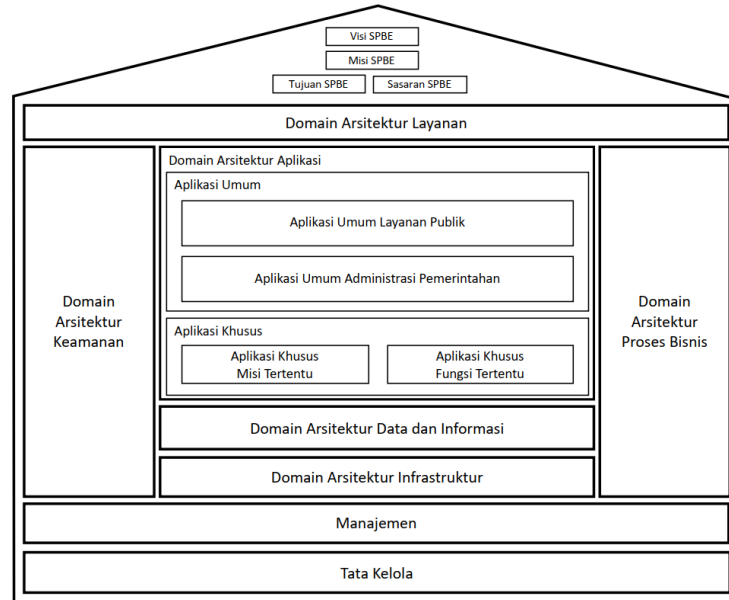 Visi SPBE
Misi SPBE
Tujuan SPBE
Sasaran SPBE
Domain Arsitektur Layanan
Domain
Arsitektur
Keamanan
Domain Arsitektur Aplikasi
Aplikasi Umum
Aplikasi Umum Layanan Publik
Aplikasi Umum Administrasi Pemerintahan
Aplikasi Khusus
Aplikasi Khusus
Misi Tertentu
Aplikasi Khusus
Fungsi Tertentu
Domain Arsitektur Data dan Informasi
Domain Arsitektur Infrastruktur
Domain
Arsitektur
Proses Bisnis
Manajemen
Tata Kelola